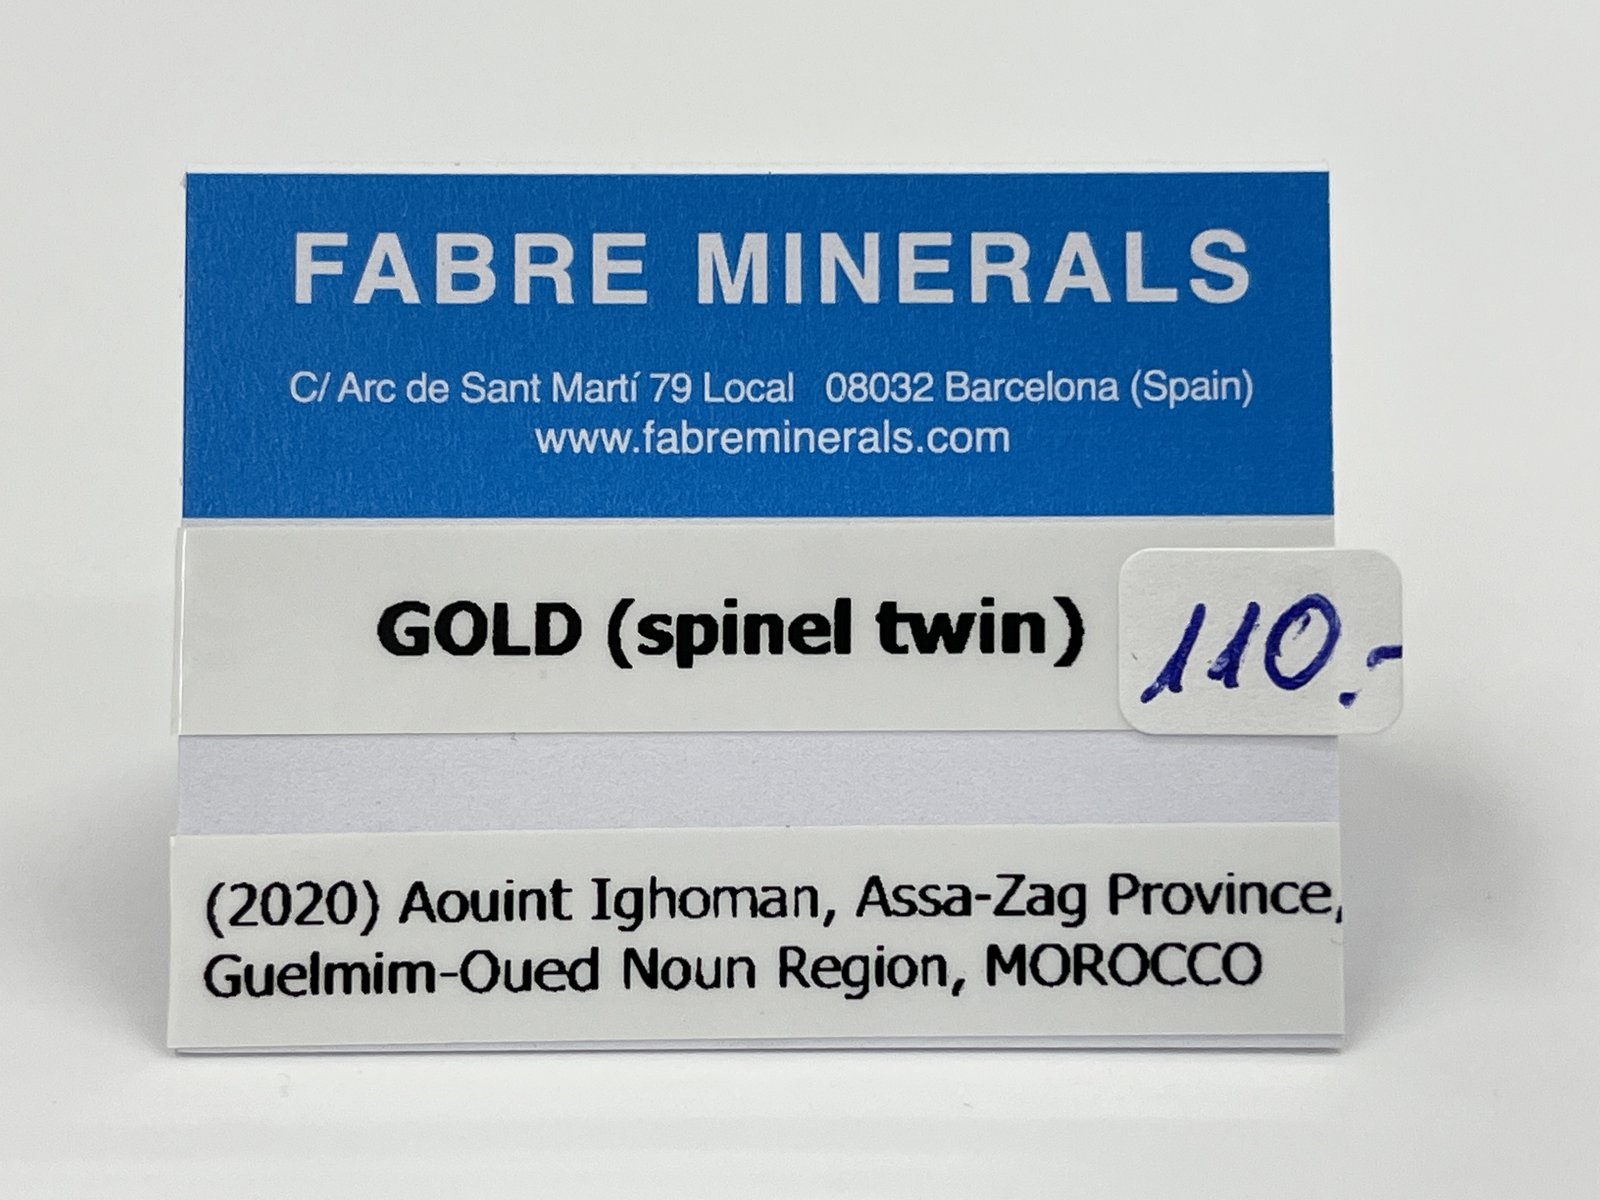 FABRE MINERALS
C/ Arc de Sant Martí 79 Local 08032 Barcelona (Spain)
www.fabreminerals.com
GOLD (spinel twin)
110.-
(2020) Aouint Ighoman, Assa-Zag Province,
Guelmim-Oued Noun Region, MOROCCO